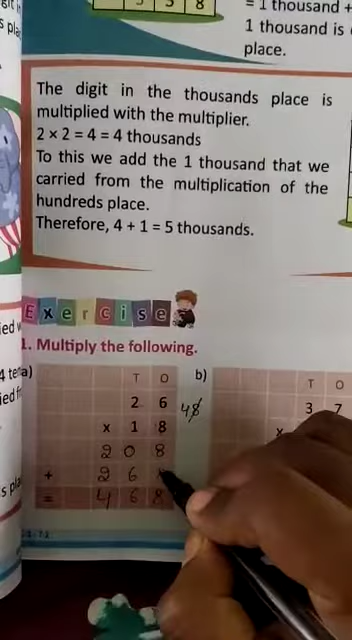 8
= 1 thousand +
1 thousand is
place.
The digit in the thousands place is
multiplied with the multiplier.
2 × 2 = 4 = 4 thousands
To this we add the 1 thousand that we
carried from the multiplication of the
hundreds place.
Therefore, 4 + 1 = 5 thousands.
Exercise
1. Multiply the following.
a)
T O
2 6
x 1 8
2 0 8
+ 2 6
= 4 6 8
b)
T O
3 7
x